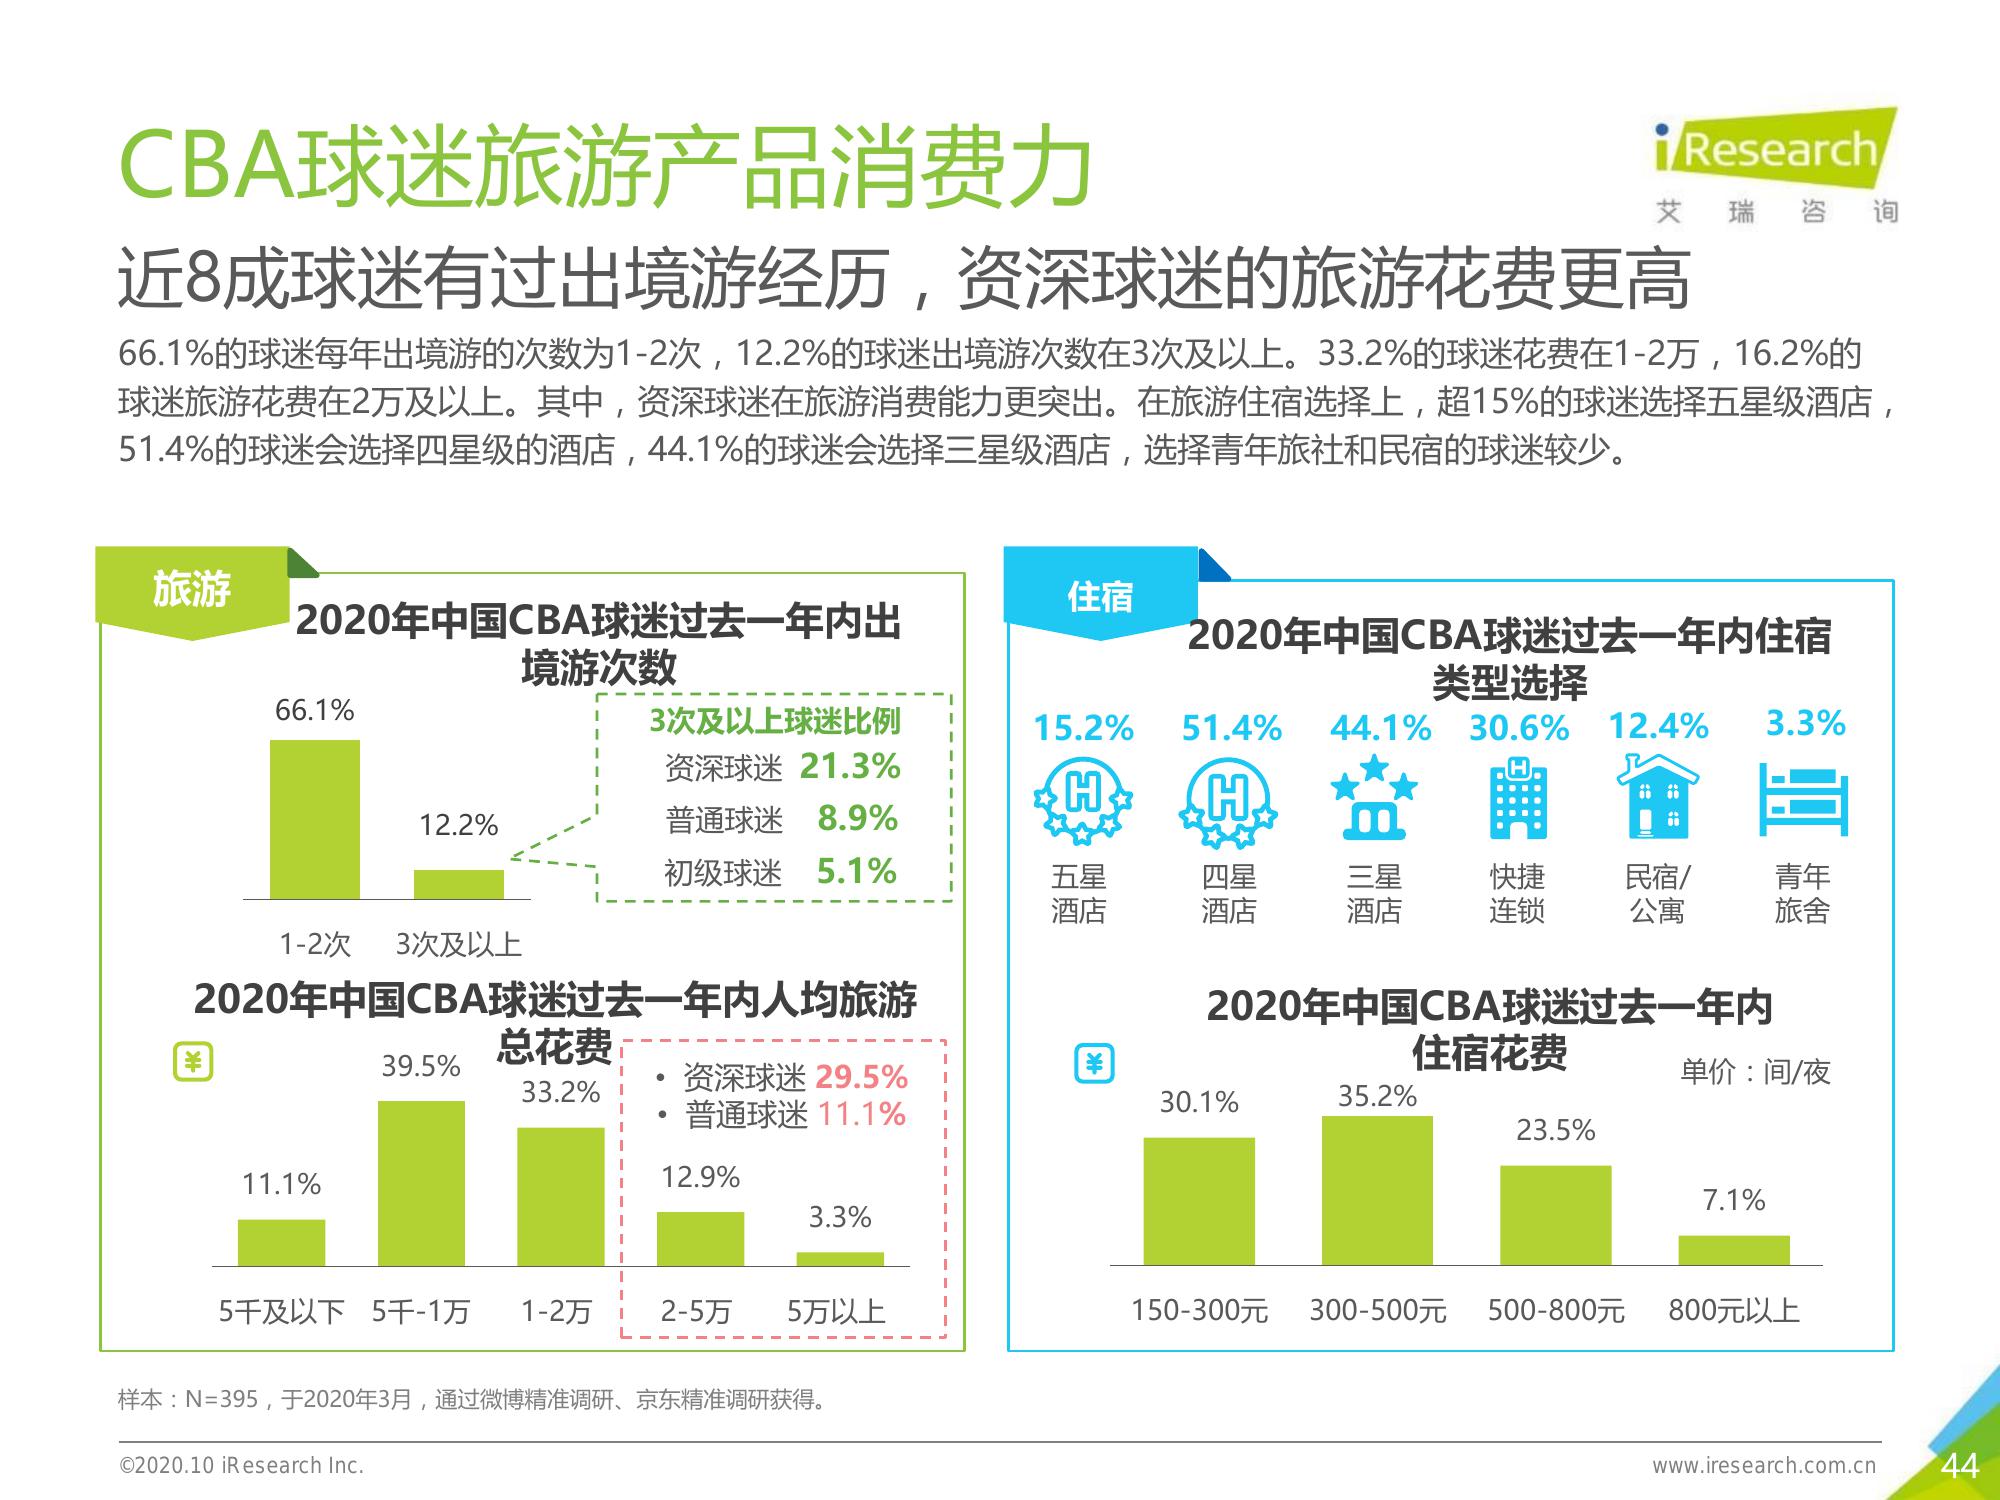 CBA球迷旅游产品消费力
iResearch
艾瑞咨询
近8成球迷有过出境游经历，资深球迷的旅游花费更高
66.1%的球迷每年出境游的次数为1-2次，12.2%的球迷出境游次数在3次及以上。33.2%的球迷花费在1-2万，16.2%的
球迷旅游花费在2万及以上。其中，资深球迷在旅游消费能力更突出。在旅游住宿选择上，超15%的球迷选择五星级酒店，
51.4%的球迷会选择四星级的酒店，44.1%的球迷会选择三星级酒店，选择青年旅社和民宿的球迷较少。
旅游
2020年中国CBA球迷过去一年内出
境游次数
66.1%
12.2%
1-2次 3次及以上
3次及以上球迷比例
资深球迷 21.3%
普通球迷 8.9%
初级球迷 5.1%
2020年中国CBA球迷过去一年内人均旅游
总花费
¥
• 资深球迷 29.5%
• 普通球迷 11.1%
11.1% 39.5% 33.2% 12.9% 3.3%
5千及以下 5千-1万 1-2万 2-5万 5万以上
住宿
2020年中国CBA球迷过去一年内住宿
类型选择
15.2% 51.4% 44.1% 30.6% 12.4% 3.3%
H H H
五星 四星 三星 快捷 民宿/ 青年
酒店 酒店 酒店 连锁 公寓 旅舍
2020年中国CBA球迷过去一年内
住宿花费
¥
单价：间/夜
30.1% 35.2% 23.5% 7.1%
150-300元 300-500元 500-800元 800元以上
样本：N=395，于2020年3月，通过微博精准调研、京东精准调研获得。
©2020.10 iResearch Inc.
www.iresearch.com.cn
44